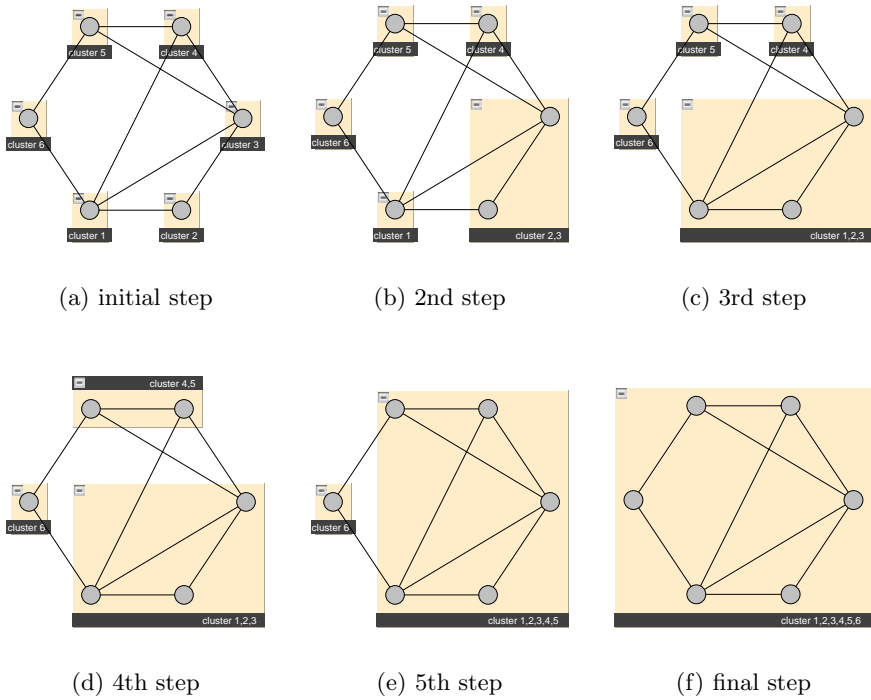 cluster 5
cluster 4
cluster 6
cluster 3
cluster 1
cluster 2
(a) initial step
cluster 5
cluster 4
cluster 6
cluster 1
cluster 2,3
(b) 2nd step
cluster 5
cluster 4
cluster 6
cluster 1,2,3
(c) 3rd step
cluster 4,5
cluster 6
cluster 1,2,3
(d) 4th step
cluster 6
cluster 1,2,3,4,5
(e) 5th step
cluster 1,2,3,4,5,6
(f) final step